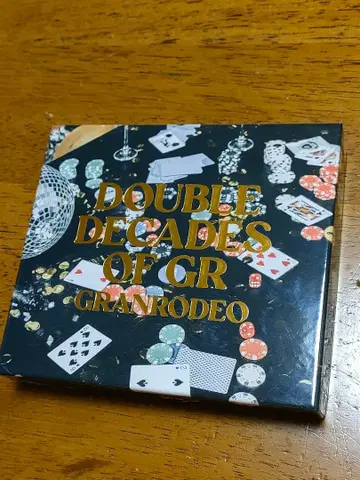 DOUBLE
DECADES
OF GR
GRANRODEO